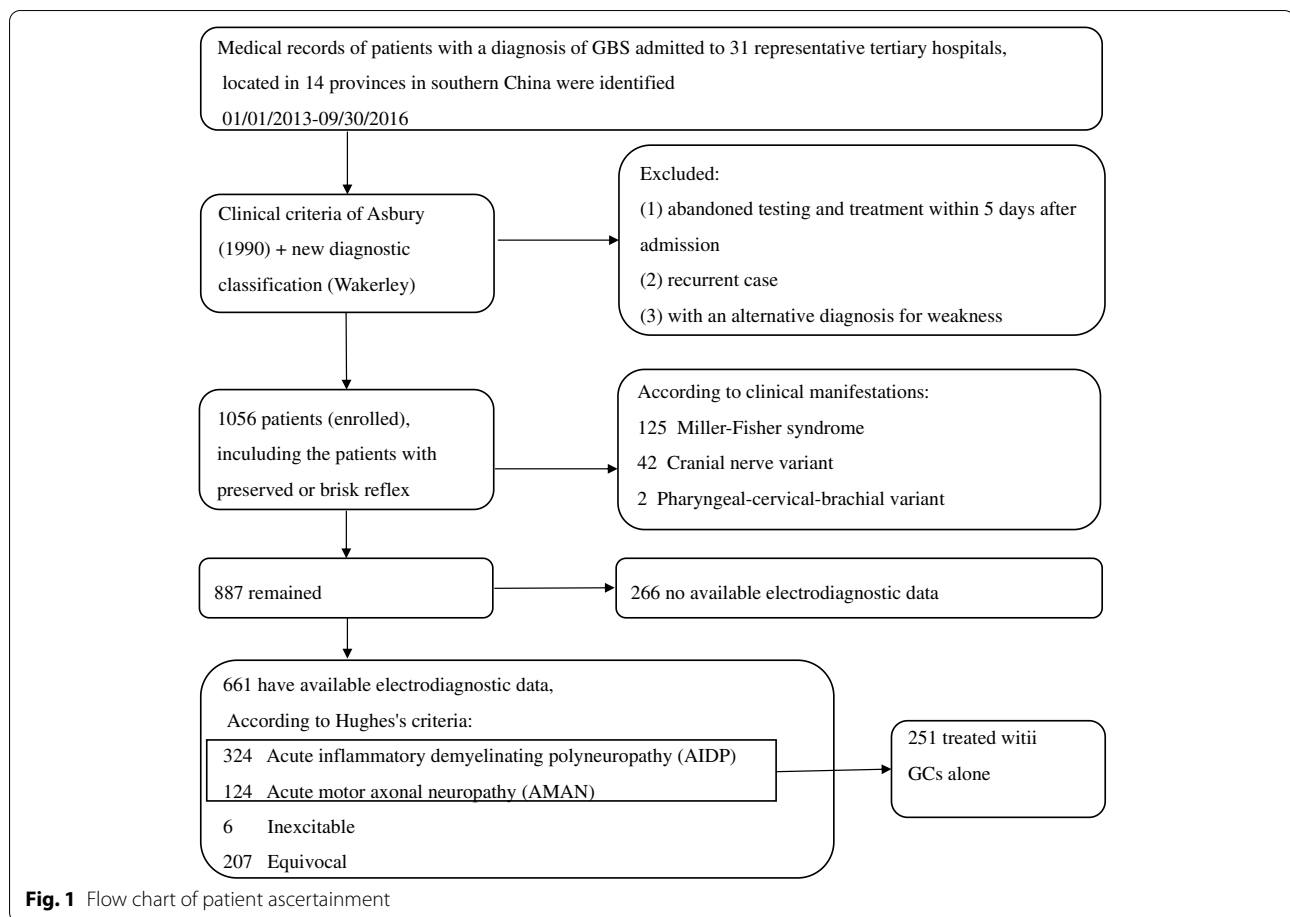 Medical records of patients with a diagnosis of GBS admitted to 31 representative tertiary hospitals,
located in 14 provinces in southern China were identified
01/01/2013-09/30/2016
Clinical criteria of Asbury
(1990) + new diagnostic
classification (Wakerley)
Excluded:
(1) abandoned testing and treatment within 5 days after
admission
(2) recurrent case
(3) with an alternative diagnosis for weakness
1056 patients (enrolled),
inculuding the patients with
preserved or brisk reflex
According to clinical manifestations:
125 Miller-Fisher syndrome
42 Cranial nerve variant
2 Pharyngeal-cervical-brachial variant
887 remained
266 no available electrodiagnostic data
661 have available electrodiagnostic data,
According to Hughes's criteria:
324 Acute inflammatory demyelinating polyneuropathy (AIDP)
124 Acute motor axonal neuropathy (AMAN)
6 Inexcitable
207 Equivocal
251 treated witii
GCs alone
Fig. 1 Flow chart of patient ascertainment